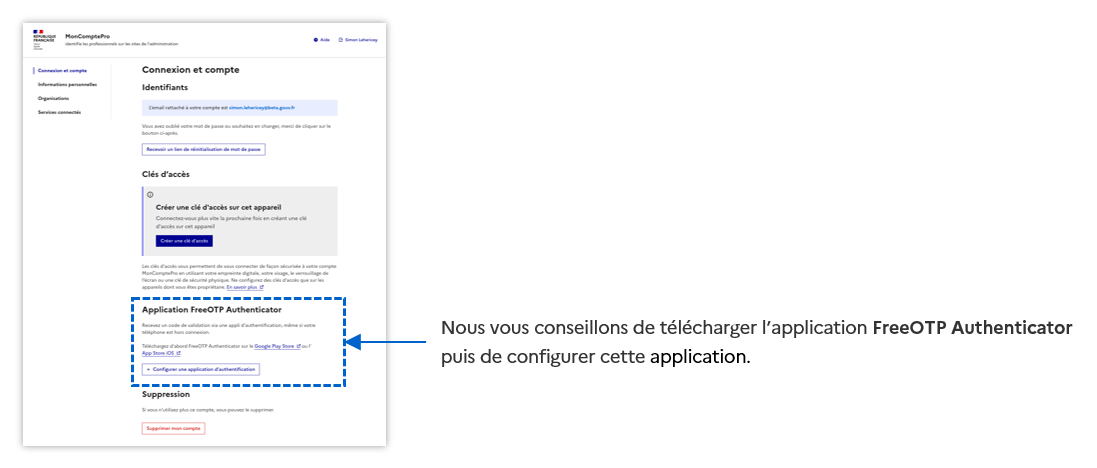 RÉPUBLIQUE
FRANÇAISE
MonComptePro
Identifie les professionnels sur les sites de l'administration
Aide
Simon Lehericey
Connexion et compte
Informations personnelles
Organisations
Services connectés
Connexion et compte
Identifiants
L'email rattaché à votre compte est simon.lehericey@beta.gouv.fr
Vous avez oublié votre mot de passe ou souhaitez en changer, merci de cliquer sur le
bouton ci-après.
Recevoir un lien de réinitialisation de mot de passe
Clés d'accès
Créer une clé d'accès sur cet appareil
Connectez-vous plus vite la prochaine fois en créant une clé
d'accès sur cet appareil
Créer une clé d'accès
Les clés d'accès vous permettent de vous connecter de façon sécurisée à votre compte
MonComptePro en utilisant votre empreinte digitale, votre visage, le verrouillage de
l'écran ou une clé de sécurité physique. Ne configurez des clés d'accès que sur les
appareils dont vous êtes propriétaire. En savoir plus
Application FreeOTP Authenticator
Recevez un code de validation via une appli d'authentification, même si votre
téléphone est hors connexion.
Téléchargez d'abord FreeOTP Authenticator sur le Google Play Store ou l'
App Store iOS
+ Configurer une application d'authentification
Suppression
Si vous n'utilisez plus ce compte, vous pouvez le supprimer.
Supprimer mon compte
Nous vous conseillons de télécharger l'application FreeOTP Authenticator
puis de configurer cette application.